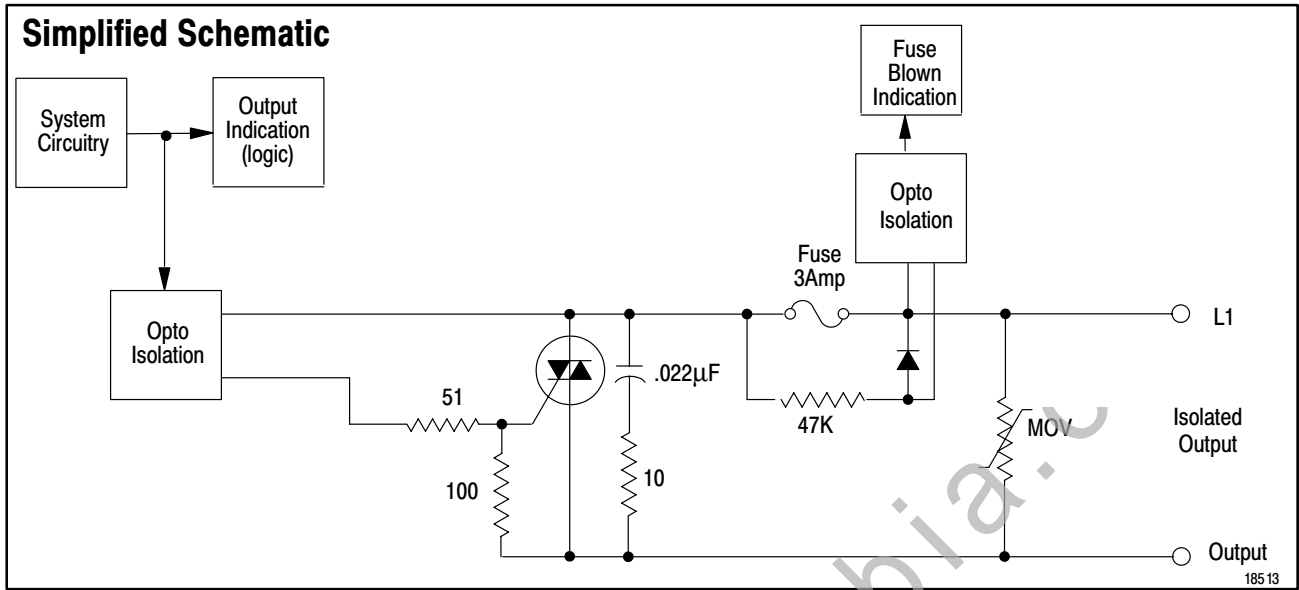 Simplified Schematic
System
Circuitry
Output
Indication
(logic)
Fuse
Blown
Indication
Opto
Isolation
Fuse
3Amp
Opto
Isolation
L1
.022µF
51
47K
MOV
Isolated
Output
100
10
Output
18513
bia.